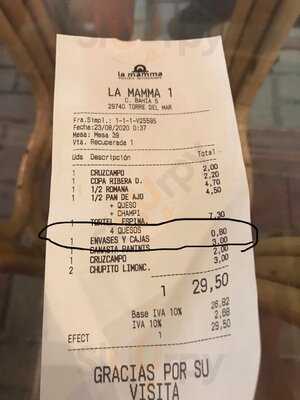 la mamma
LA MAMMA 1
C. BAHIA 5
29740 TORRE DEL MAR
Fra.Simpl.: 1-1-1-V25595
Fecha:23/08/2020 0:37
Mesa: Mesa 39
Vta. Recuperada 1
Uds Descripción Total
1 CRUZCAMPO 2,00
1 COPA RIBERA D. 2,20
1 1/2 ROMANA 4,70
1 1/2 PAN DE AJO 4,50
+ QUESO
+ CHAMPI.
1 TORTEL. ESPINA. 7,30
4 QUESOS
1 ENVASES Y CAJAS 0,80
CANASTA PANINIS 3,00
1 CRUZCAMPO 2,00
2 CHUPITO LIMONC. 3,00
1 29,50
Base IVA 10% 26,82
IVA 10% 2,68
EFECT 1 29,50
GRACIAS POR SU
VISITA